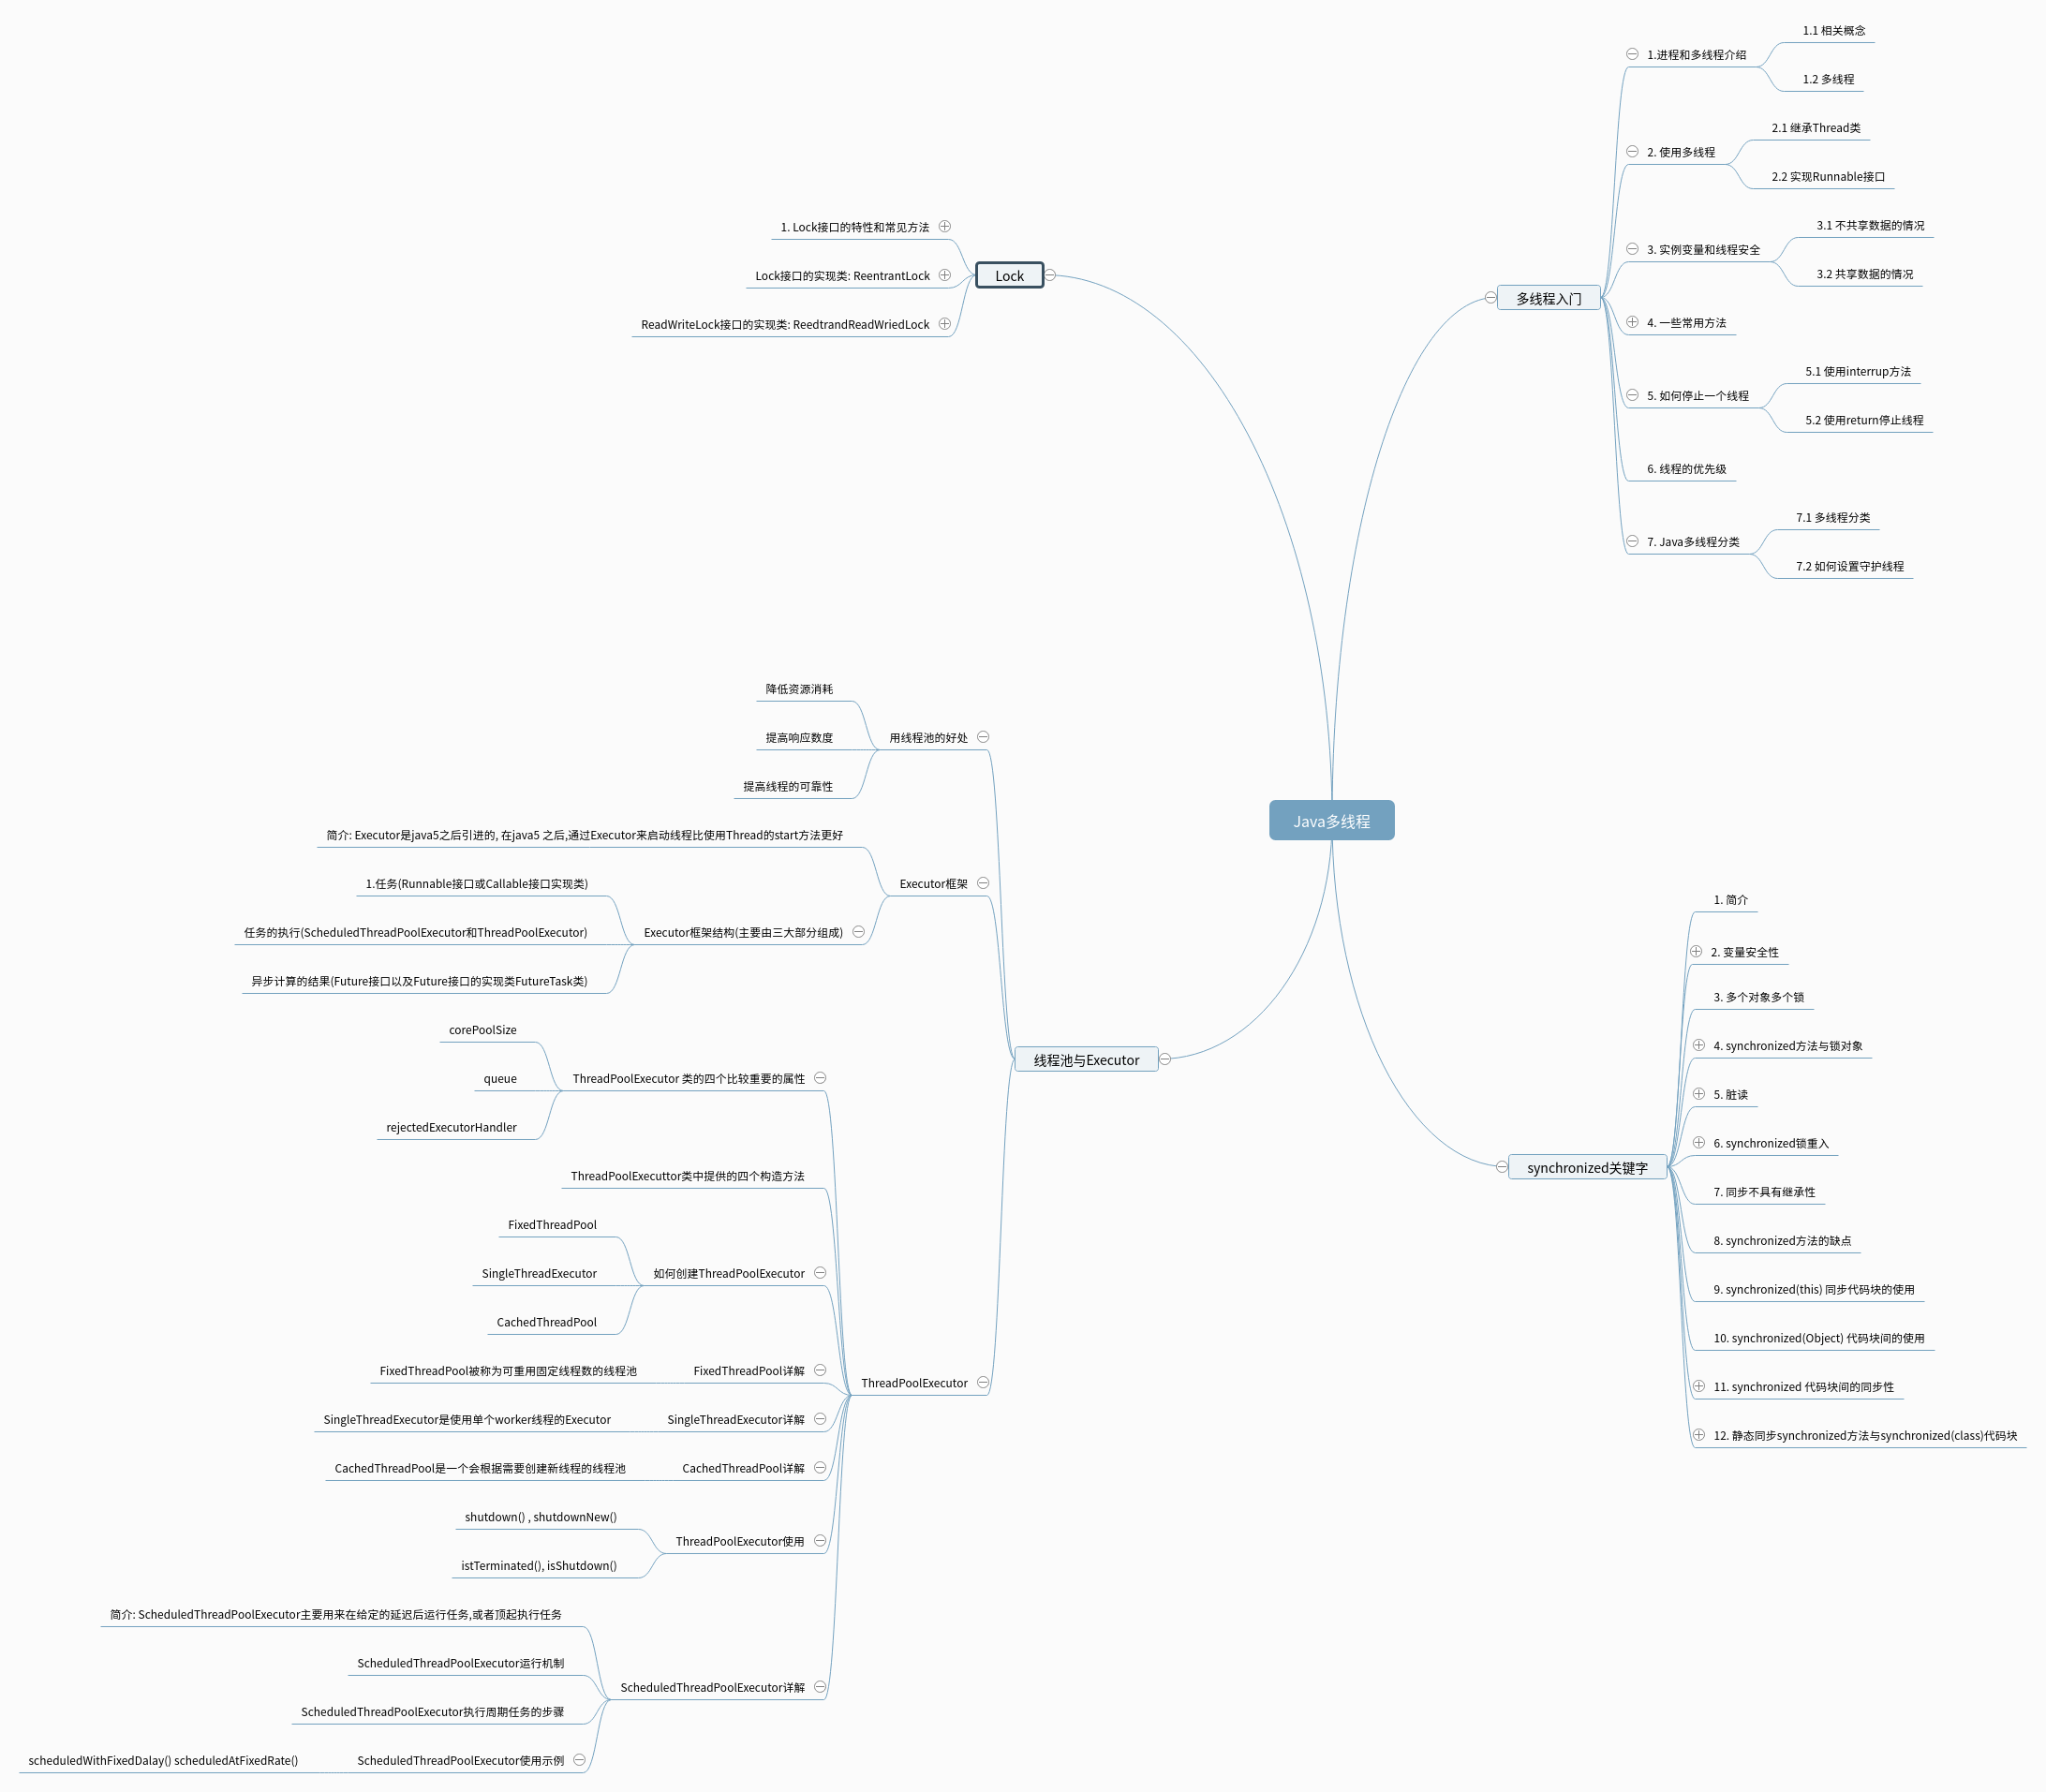 Java多线程
多线程入门
1.进程和多线程介绍
1.1 相关概念
1.2 多线程
2. 使用多线程
2.1 继承Thread类
2.2 实现Runnable接口
3. 实例变量和线程安全
3.1 不共享数据的情况
3.2 共享数据的情况
4. 一些常用方法
5. 如何停止一个线程
5.1 使用interrup方法
5.2 使用return停止线程
6. 线程的优先级
7. Java多线程分类
7.1 多线程分类
7.2 如何设置守护线程
synchronized关键字
1. 简介
2. 变量安全性
3. 多个对象多个锁
4. synchronized方法与锁对象
5. 脏读
6. synchronized锁重入
7. 同步不具有继承性
8. synchronized方法的缺点
9. synchronized(this) 同步代码块的使用
10. synchronized(Object) 代码块间的使用
11. synchronized 代码块间的同步性
12. 静态同步synchronized方法与synchronized(class)代码块
Lock
1. Lock接口的特性和常见方法
Lock接口的实现类: ReentrantLock
ReadWriteLock接口的实现类: ReedtrandReadWriedLock
线程池与Executor
用线程池的好处
降低资源消耗
提高响应数度
提高线程的可靠性
Executor框架
简介: Executor是java5之后引进的, 在java5 之后,通过Executor来启动线程比使用Thread的start方法更好
Executor框架结构(主要由三大部分组成)
1.任务(Runnable接口或Callable接口实现类)
任务的执行(ScheduledThreadPoolExecutor和ThreadPoolExecutor)
异步计算的结果(Future接口以及Future接口的实现类FutureTask类)
ThreadPoolExecutor
ThreadPoolExecutor 类的四个比较重要的属性
corePoolSize
queue
rejectedExecutorHandler
ThreadPoolExecuttor类中提供的四个构造方法
如何创建ThreadPoolExecutor
FixedThreadPool
SingleThreadExecutor
CachedThreadPool
FixedThreadPool详解
FixedThreadPool被称为可重用固定线程数的线程池
SingleThreadExecutor详解
SingleThreadExecutor是使用单个worker线程的Executor
CachedThreadPool详解
CachedThreadPool是一个会根据需要创建新线程的线程池
ThreadPoolExecutor使用
shutdown() , shutdownNew()
istTerminated(), isShutdown()
ScheduledThreadPoolExecutor详解
简介: ScheduledThreadPoolExecutor主要用来在给定的延迟后运行任务,或者顶起执行任务
ScheduledThreadPoolExecutor运行机制
ScheduledThreadPoolExecutor执行周期任务的步骤
ScheduledThreadPoolExecutor使用示例
scheduledWithFixedDalay() scheduledAtFixedRate()